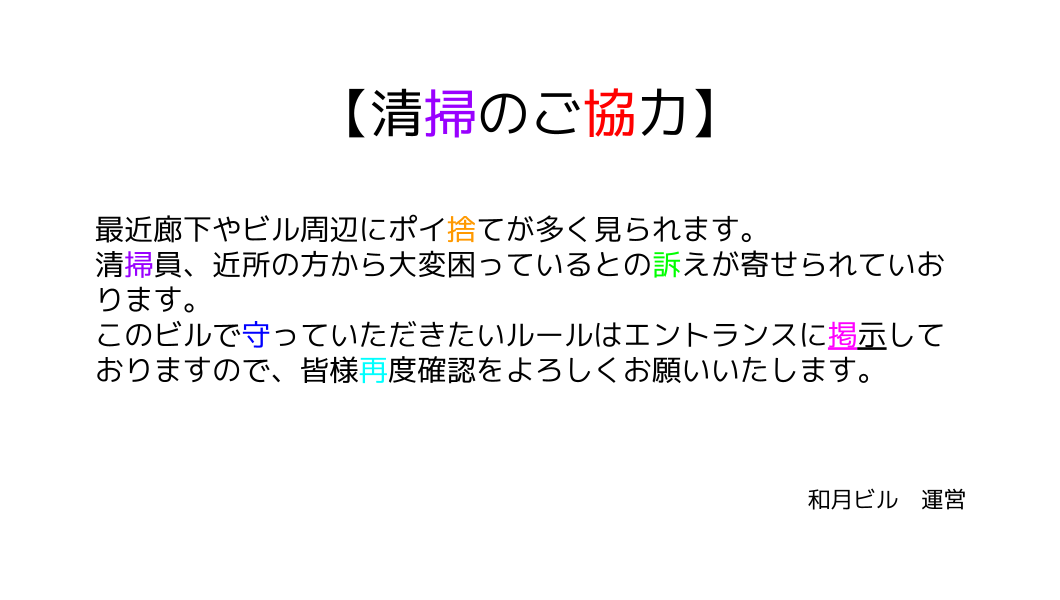 【清掃のご協力】
最近廊下やビル周辺にポイ捨てが多く見られます。
清掃員、近所の方から大変困っているとの訴えが寄せられていお
ります。
このビルで守っていただきたいルールはエントランスに掲示して
おりますので、皆様再度確認をよろしくお願いいたします。
和月ビル　運営